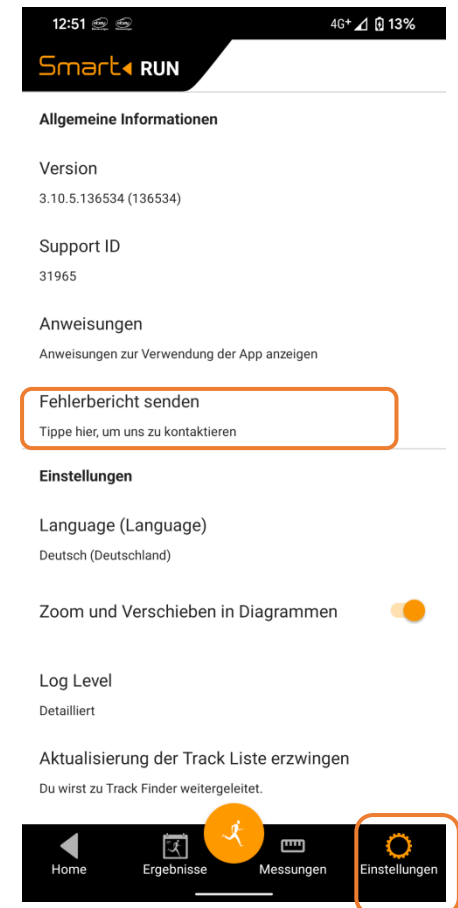 12:51 4G+ 13%
Smart RUN
Allgemeine Informationen
Version
3.10.5.136534 (136534)
Support ID
31965
Anweisungen
Anweisungen zur Verwendung der App anzeigen
Fehlerbericht senden
Tippe hier, um uns zu kontaktieren
Einstellungen
Language (Language)
Deutsch (Deutschland)
Zoom und Verschieben in Diagrammen
Log Level
Detailliert
Aktualisierung der Track Liste erzwingen
Du wirst zu Track Finder weitergeleitet.
Home Ergebnisse Messungen Einstellungen